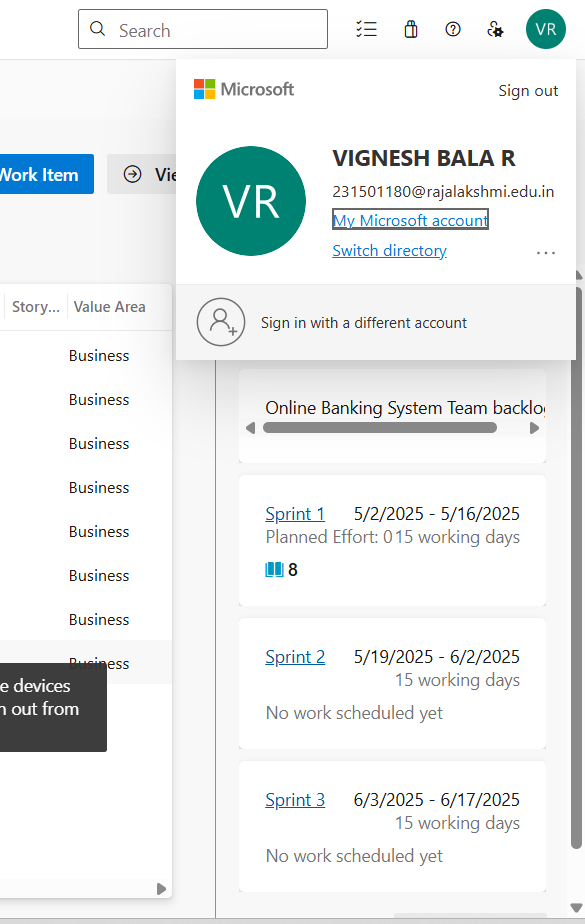 Search
VR
Microsoft
Sign out
VR
VIGNESH BALA R
231501180@rajalakshmi.edu.in
My Microsoft account
Switch directory
...
Sign in with a different account
Work Item
Story... Value Area
Business
Business
Business
Business
Business
Business
Business
Business
e devices
out from
Online Banking System Team
Sprint 1 5/2/2025 - 5/16/2025
Planned Effort: 0 15 working days
8
Sprint 2 5/19/2025 - 6/2/2025
15 working days
No work scheduled yet
Sprint 3 6/3/2025 - 6/17/2025
15 working days
No work scheduled yet